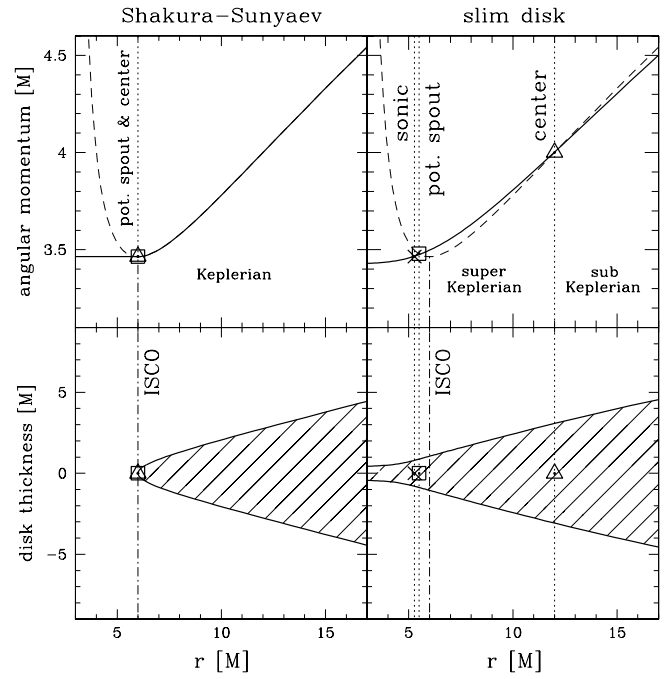 Shakura−Sunyaev
slim disk
angular momentum [M]
4.5
4
3.5
pot. spout & center
Keplerian
sonic
pot. spout
center
super
Keplerian
sub
Keplerian
disk thickness [M]
5
0
−5
ISCO
ISCO
5
10
15
5
10
15
r [M]
r [M]